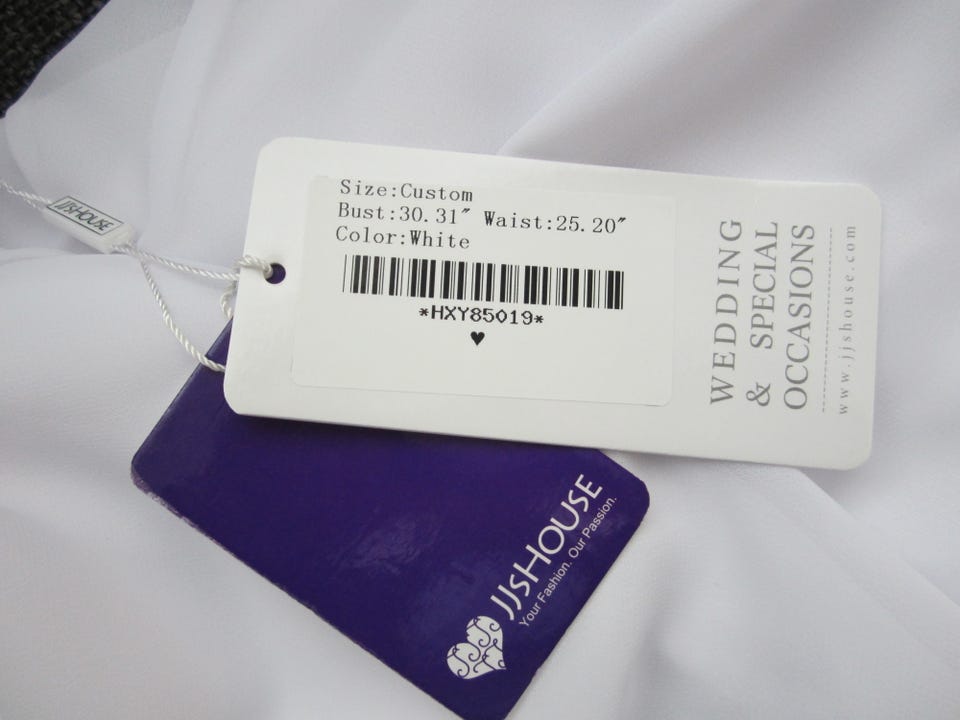 JJSHOUSE
Size:Custom
Bust:30.31″ Waist:25.20″
Color:White
*HXY85019*
♥
WEDDING
& SPECIAL
OCCASIONS
www.jjshouse.com
JJSHOUSE
Your Fashion. Our Passion.